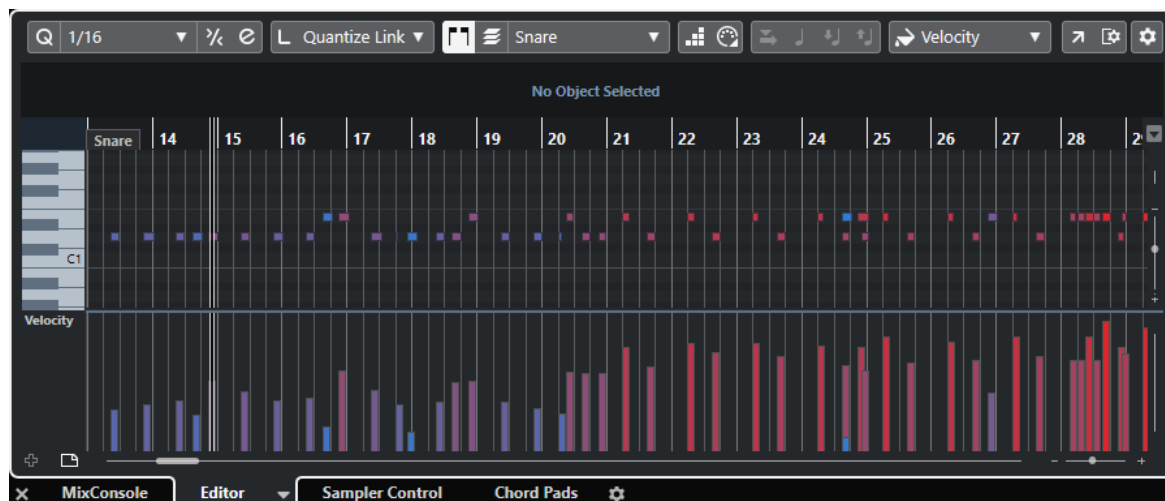 Q 1/16 L Quantize Link Snare Velocity
No Object Selected
Snare 14 15 16 17 18 19 20 21 22 23 24 25 26 27 28 2
C1
Velocity
MixConsole Editor Sampler Control Chord Pads